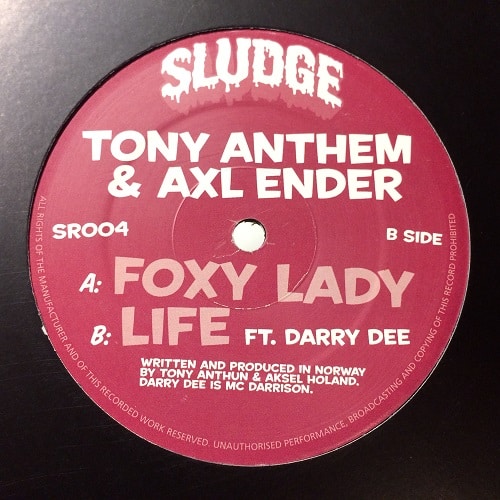 SLUDGE
TONY ANTHEM
& AXL ENDER
SR004
B SIDE
A: FOXY LADY
B: LIFE FT. DARRY DEE
WRITTEN AND PRODUCED IN NORWAY
BY TONY ANTHUN & AKSEL HOLAND.
DARRY DEE IS MC DARRISON.
ALL RIGHTS OF THE MANUFACTURER AND OF THIS RECORDED WORK RESERVED. UNAUTHORISED PERFORMANCE, BROADCASTING AND COPYING OF THIS RECORD PROHIBITED